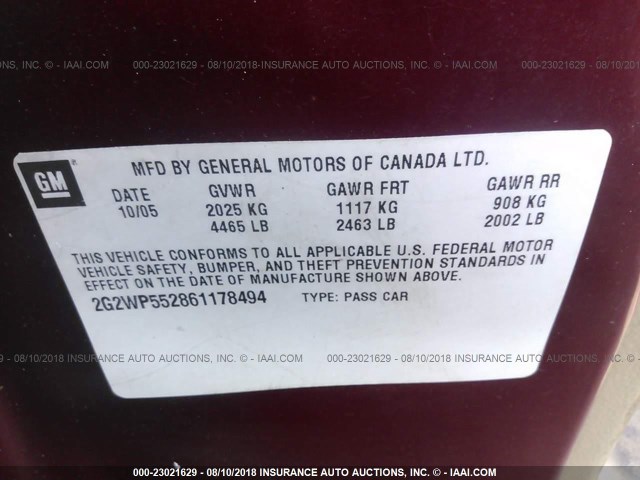 UTO AUCTIONS, INC. © - IAAI.COM 000-23021629 - 08/10/2018-INSURANCE AUTO AUCTIONS, INC. © - IAAI.COM
GM ®
MFD BY GENERAL MOTORS OF CANADA LTD.
DATE GVWR GAWR FRT GAWR RR
10/05 2025 KG 1117 KG 908 KG
4465 LB 2463 LB 2002 LB
000-23021629 - 08/10/2018-INSURANCE AUTO AUCTIONS, INC. © - IAAI.COM
THIS VEHICLE CONFORMS TO ALL APPLICABLE U.S. FEDERAL MOTOR
VEHICLE SAFETY, BUMPER, AND THEFT PREVENTION STANDARDS IN
EFFECT ON THE DATE OF MANUFACTURE SHOWN ABOVE.
2G2WP552861178494 TYPE: PASS CAR
000-23021629 - 08/10/2018 INSURANCE AUTO AUCTIONS, INC. © - IAAI.COM
000-23021629 - 08/10/2018 INSURANCE AUTO AUCTIONS, INC. © - IAAI.COM